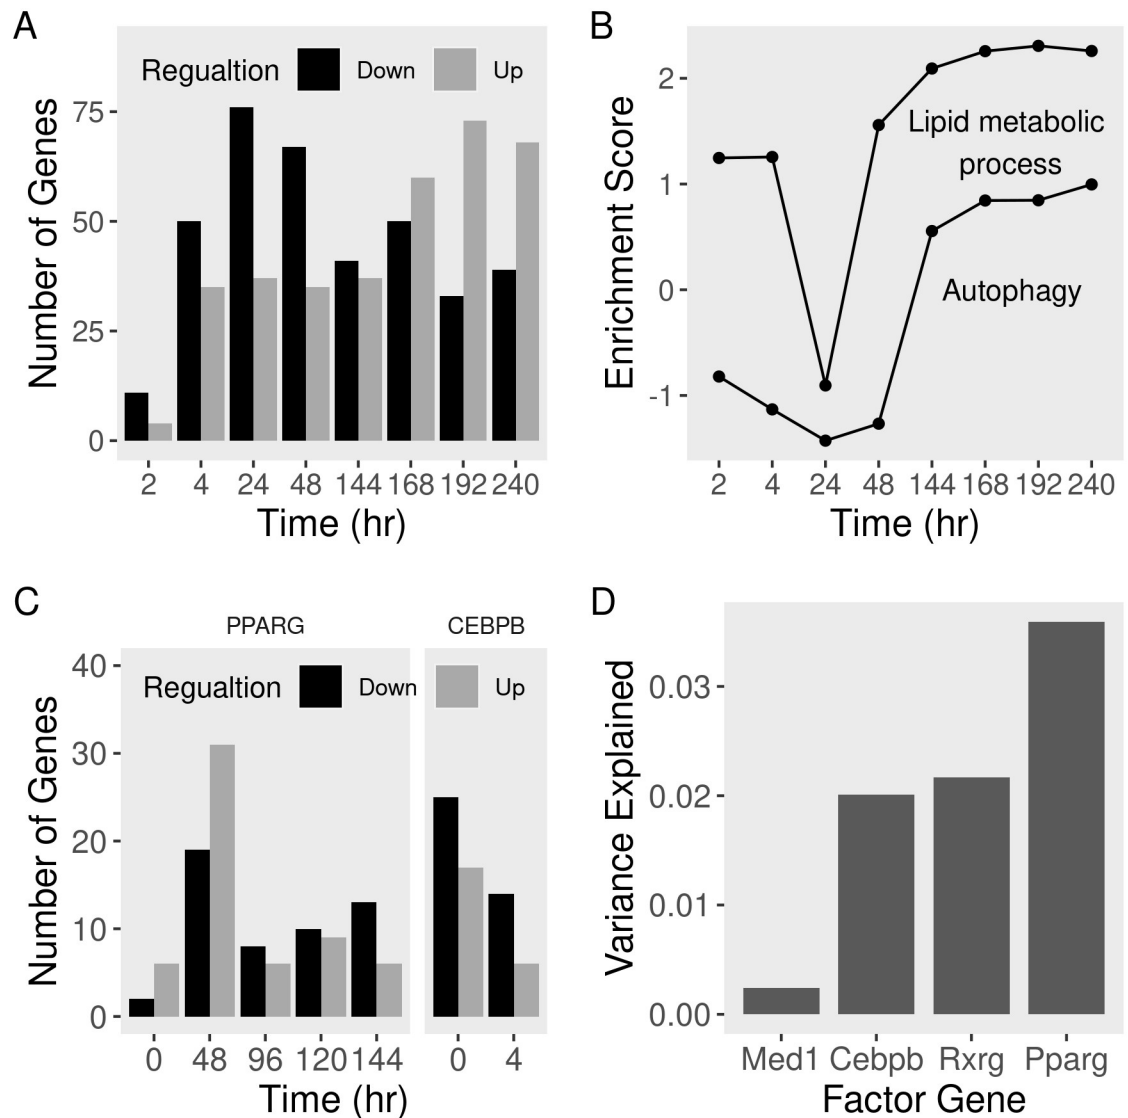 A
Regualtion Down Up
Number of Genes
75
50
25
0
2 4 24 48 144 168 192 240
Time (hr)
B
Enrichment Score
2
1
0
-1
Lipid metabolic
process
Autophagy
2 4 24 48 144 168 192 240
Time (hr)
C
PPARG CEBPB
Regualtion Down Up
Number of Genes
40
30
20
10
0
0 48 96 120 144 0 4
Time (hr)
D
Variance Explained
0.03
0.02
0.01
0.00
Med1 Cebpb Rxrg Pparg
Factor Gene